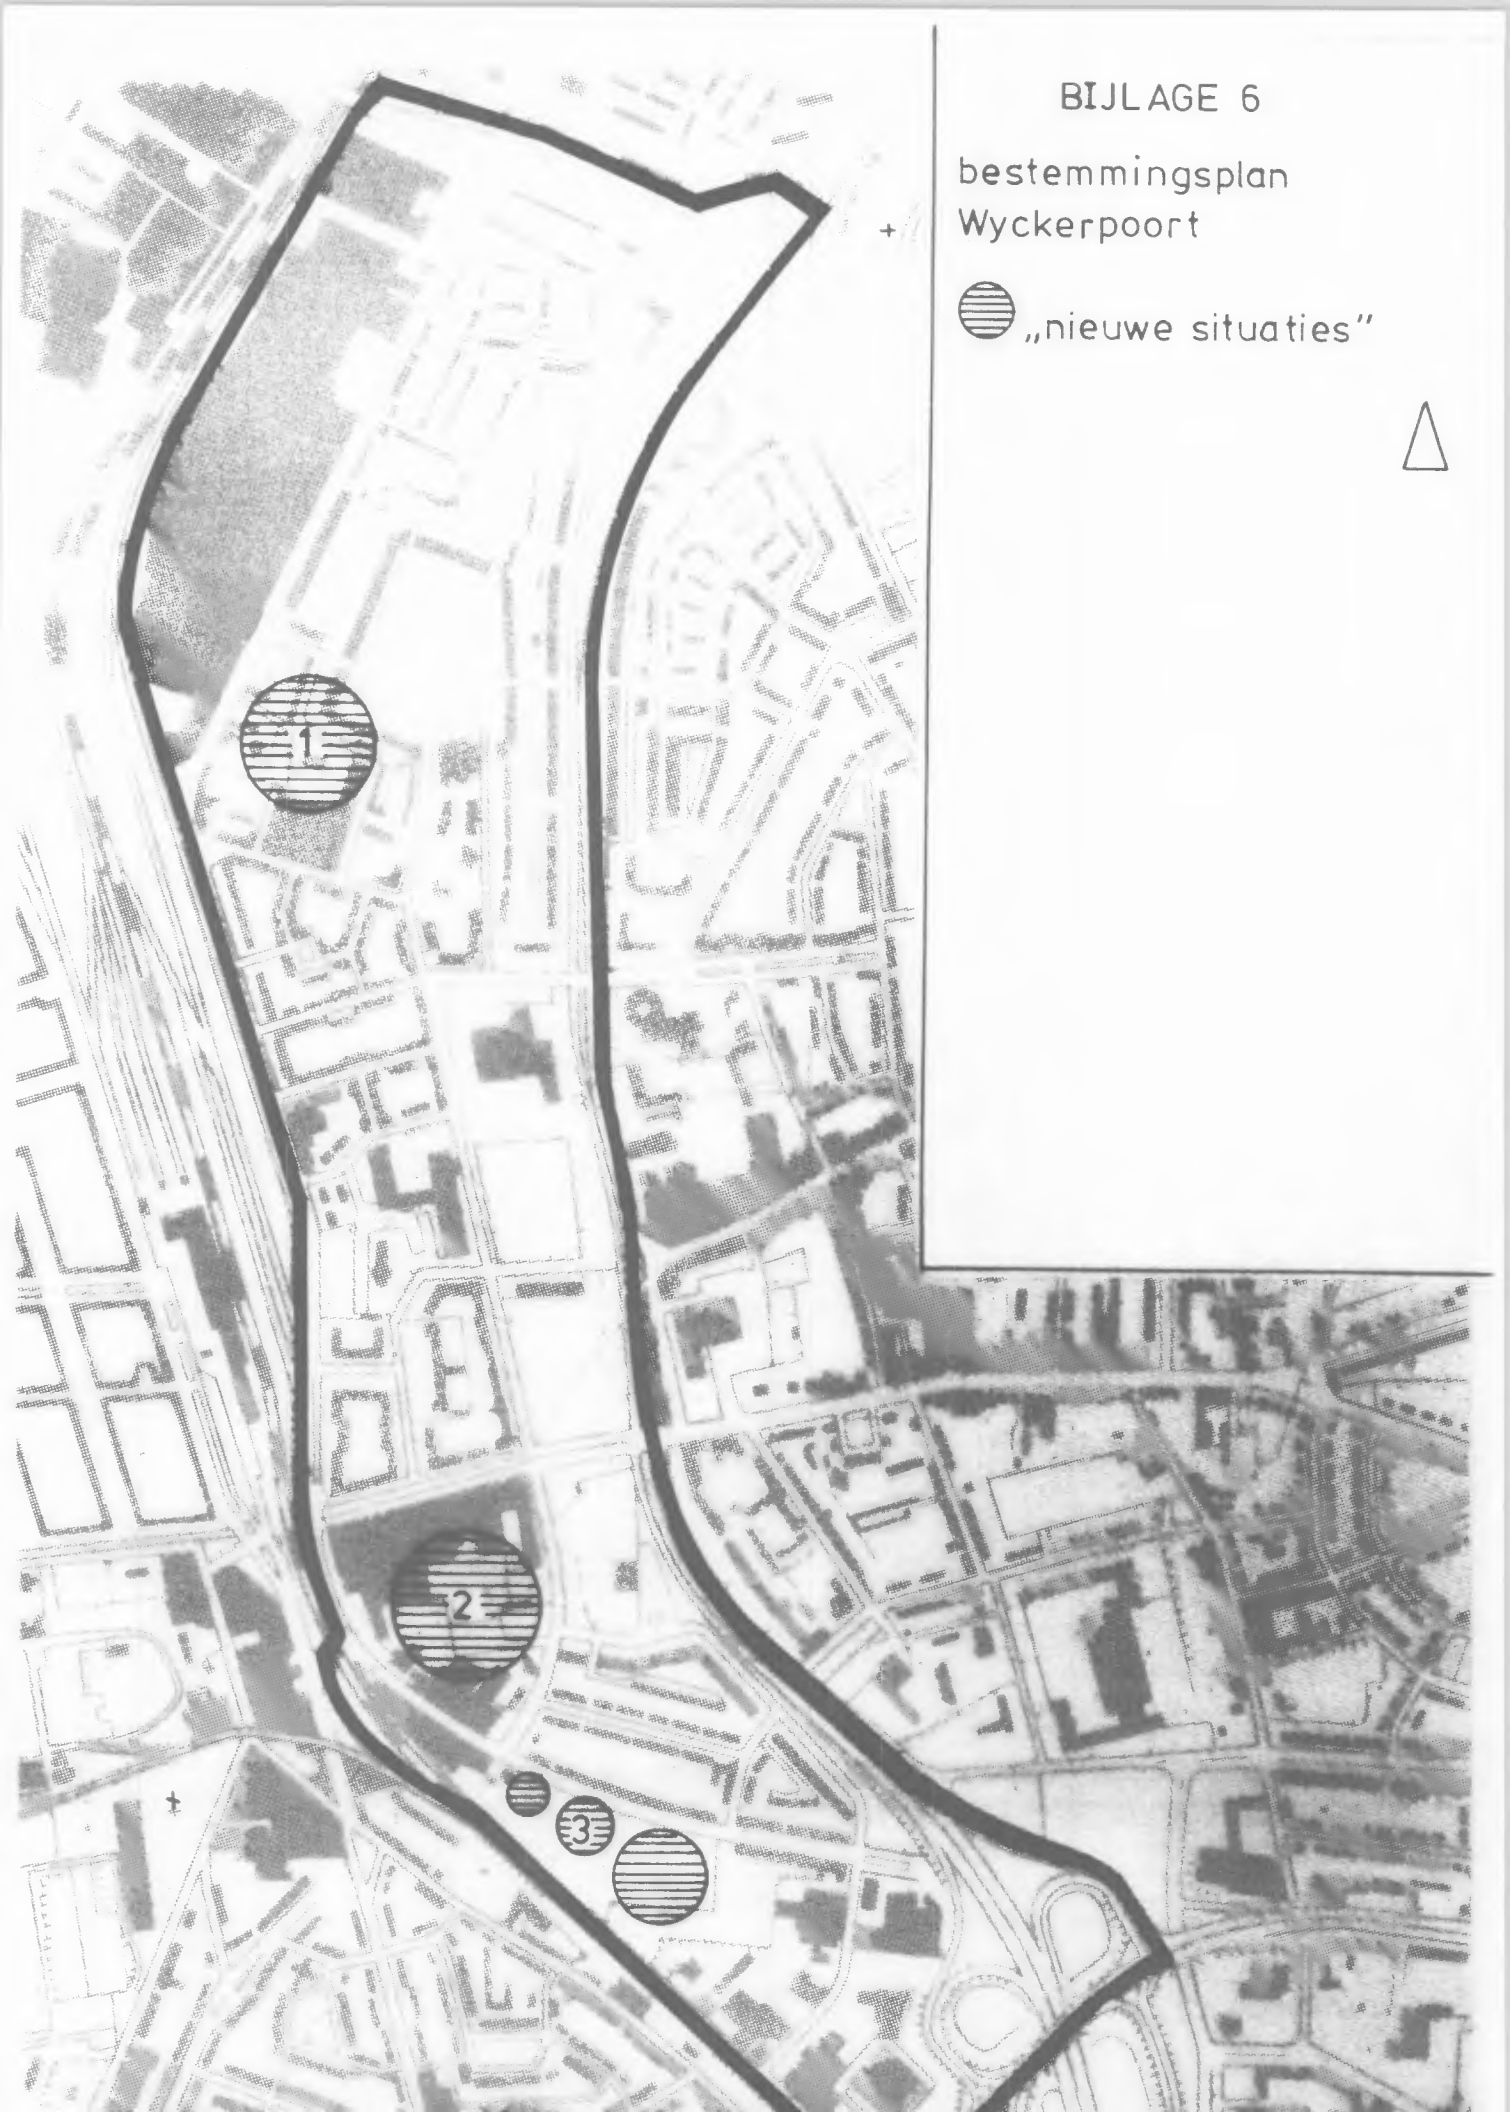 BIJLAGE 6
bestemmingsplan
Wyckerpoort
„nieuwe situaties”
1
2
3